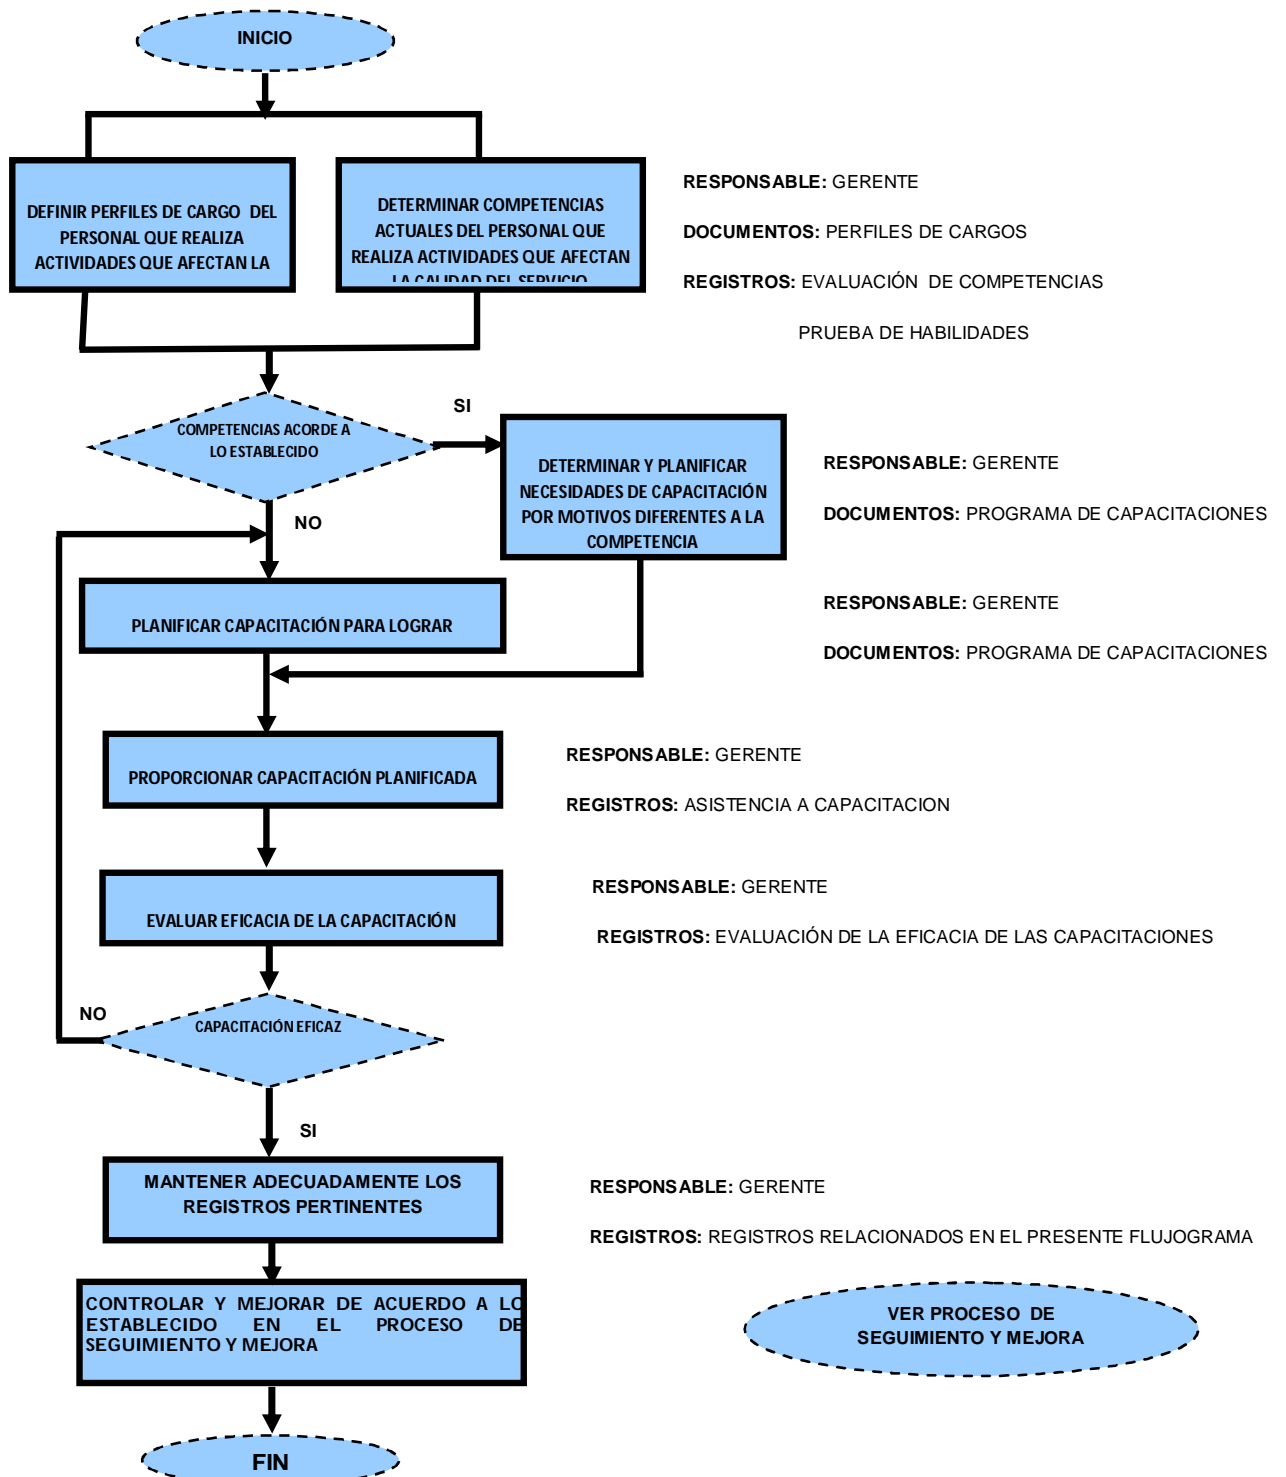 INICIO
DEFINIR PERFILES DE CARGO DEL
PERSONAL QUE REALIZA
ACTIVIDADES QUE AFECTAN LA
DETERMINAR COMPETENCIAS
ACTUALES DEL PERSONAL QUE
REALIZA ACTIVIDADES QUE AFECTAN
LA CALIDAD DEL SERVICIO
RESPONSABLE: GERENTE
DOCUMENTOS: PERFILES DE CARGOS
REGISTROS: EVALUACIÓN DE COMPETENCIAS
PRUEBA DE HABILIDADES
COMPETENCIAS ACORDE A
LO ESTABLECIDO
SI
NO
DETERMINAR Y PLANIFICAR
NECESIDADES DE CAPACITACIÓN
POR MOTIVOS DIFERENTES A LA
COMPETENCIA
RESPONSABLE: GERENTE
DOCUMENTOS: PROGRAMA DE CAPACITACIONES
PLANIFICAR CAPACITACIÓN PARA LOGRAR
RESPONSABLE: GERENTE
DOCUMENTOS: PROGRAMA DE CAPACITACIONES
PROPORCIONAR CAPACITACIÓN PLANIFICADA
RESPONSABLE: GERENTE
REGISTROS: ASISTENCIA A CAPACITACION
EVALUAR EFICACIA DE LA CAPACITACIÓN
RESPONSABLE: GERENTE
REGISTROS: EVALUACIÓN DE LA EFICACIA DE LAS CAPACITACIONES
NO
CAPACITACIÓN EFICAZ
SI
MANTENER ADECUADAMENTE LOS
REGISTROS PERTINENTES
RESPONSABLE: GERENTE
REGISTROS: REGISTROS RELACIONADOS EN EL PRESENTE FLUJOGRAMA
CONTROLAR Y MEJORAR DE ACUERDO A LO
ESTABLECIDO EN EL PROCESO DE
SEGUIMIENTO Y MEJORA
VER PROCESO DE
SEGUIMIENTO Y MEJORA
FIN